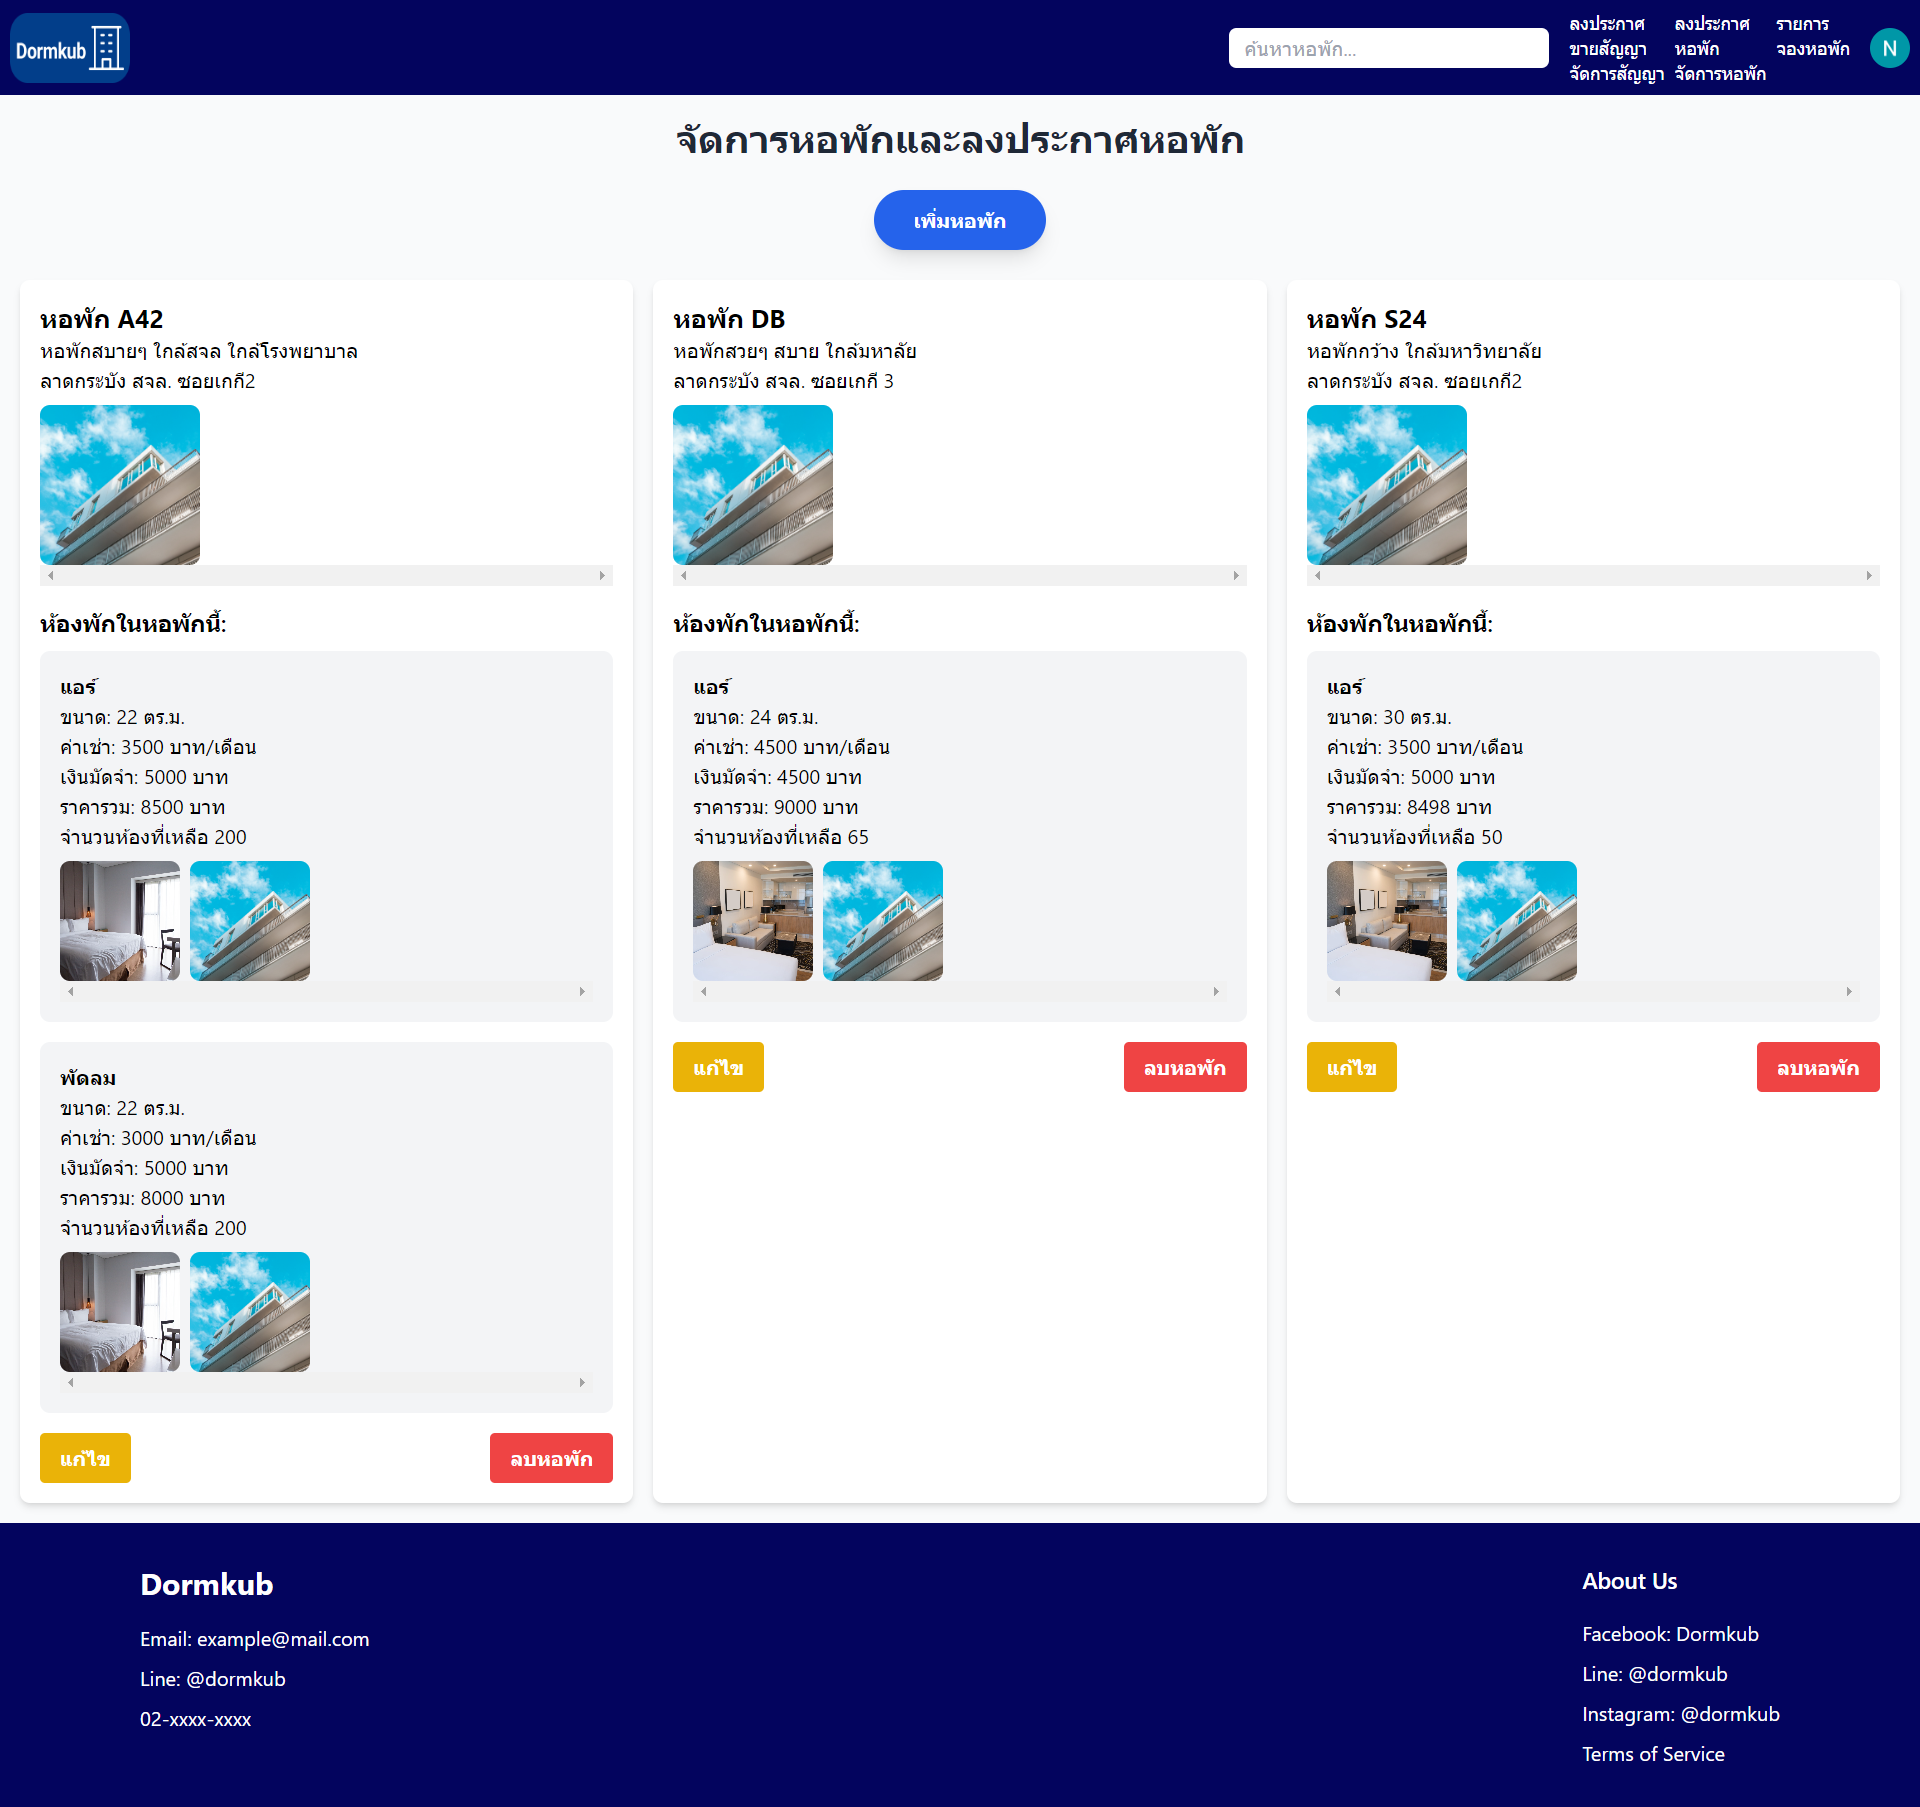 Dormkub
ค้นหาหอพัก...
ลงประกาศ
ขายสัญญา
จัดการสัญญา
ลงประกาศ
หอพัก
จัดการหอพัก
รายการ
จองหอพัก
N
จัดการหอพักและลงประกาศหอพัก
เพิ่มหอพัก
หอพัก A42
หอพักสบายๆ ใกล้สจล ใกล้โรงพยาบาล
ลาดกระบัง สจล. ซอยเกกี2
ห้องพักในหอพักนี้:
แอร์
ขนาด: 22 ตร.ม.
ค่าเช่า: 3500 บาท/เดือน
เงินมัดจำ: 5000 บาท
ราคารวม: 8500 บาท
จำนวนห้องที่เหลือ 200
พัดลม
ขนาด: 22 ตร.ม.
ค่าเช่า: 3000 บาท/เดือน
เงินมัดจำ: 5000 บาท
ราคารวม: 8000 บาท
จำนวนห้องที่เหลือ 200
แก้ไข
ลบหอพัก
หอพัก DB
หอพักสวยๆ สบาย ใกล้มหาลัย
ลาดกระบัง สจล. ซอยเกกี 3
ห้องพักในหอพักนี้:
แอร์
ขนาด: 24 ตร.ม.
ค่าเช่า: 4500 บาท/เดือน
เงินมัดจำ: 4500 บาท
ราคารวม: 9000 บาท
จำนวนห้องที่เหลือ 65
แก้ไข
ลบหอพัก
หอพัก S24
หอพักกว้าง ใกล้มหาวิทยาลัย
ลาดกระบัง สจล. ซอยเกกี2
ห้องพักในหอพักนี้:
แอร์
ขนาด: 30 ตร.ม.
ค่าเช่า: 3500 บาท/เดือน
เงินมัดจำ: 5000 บาท
ราคารวม: 8498 บาท
จำนวนห้องที่เหลือ 50
แก้ไข
ลบหอพัก
Dormkub
Email: example@mail.com
Line: @dormkub
02-xxxx-xxxx
About Us
Facebook: Dormkub
Line: @dormkub
Instagram: @dormkub
Terms of Service